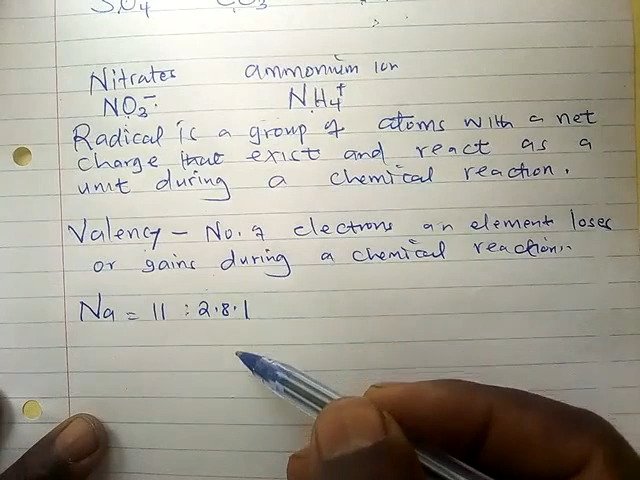 SO4 CO3
Nitrates ammonium ion
NO3⁻ NH4⁺
Radical is a group of atoms with a net
charge that exist and react as a
unit during a chemical reaction.
Valency – No. of electrons an element loses
or gains during a chemical reaction.
Na = 11 : 2.8.1